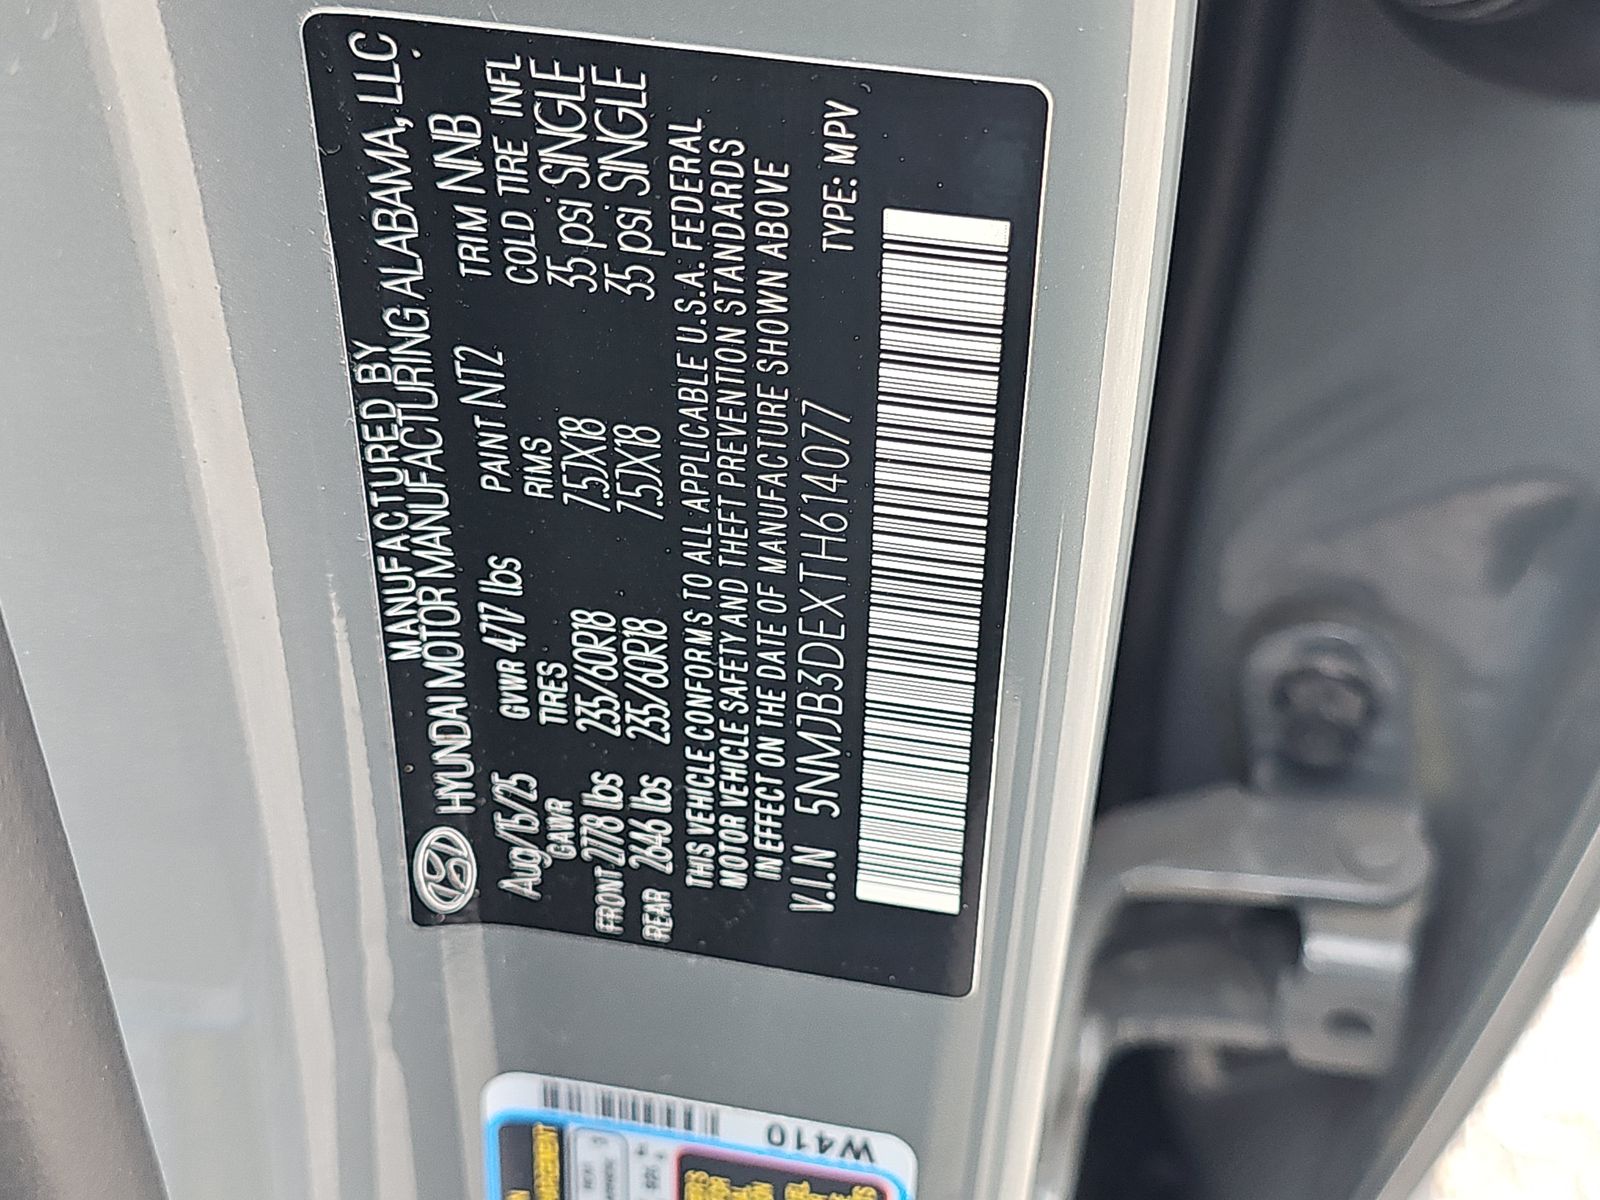 MANUFACTURED BY
HYUNDAI MOTOR MANUFACTURING ALABAMA, LLC
Aug/15/25 GVWR 4717 lbs PAINT NT2 TRIM NNB
GAWR TIRES RIMS COLD TIRE INFL
FRONT 2778 lbs 235/60R18 7.5JX18 35 psi SINGLE
REAR 2646 lbs 235/60R18 7.5JX18 35 psi SINGLE
THIS VEHICLE CONFORMS TO ALL APPLICABLE U.S.A. FEDERAL
MOTOR VEHICLE SAFETY AND THEFT PREVENTION STANDARDS
IN EFFECT ON THE DATE OF MANUFACTURE SHOWN ABOVE
V.I.N 5NMJB3DEXTH614077 TYPE: MPV
W410